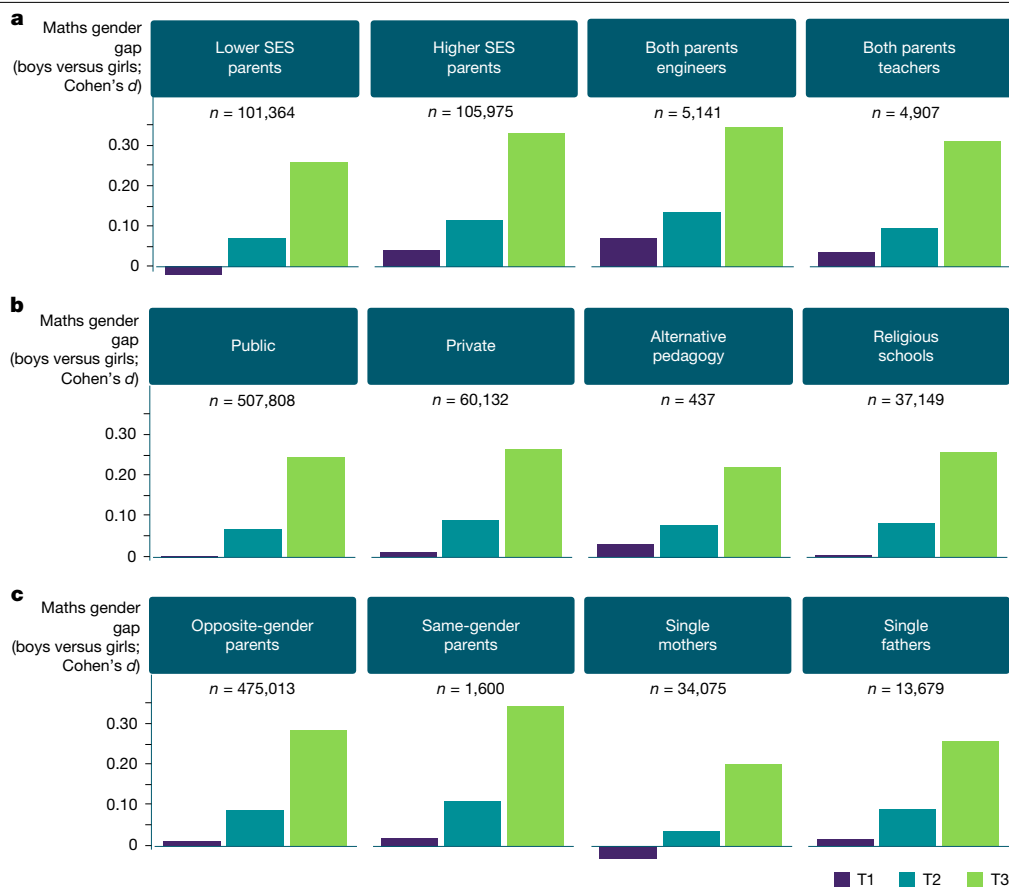 a
Maths gender
gap
(boys versus girls;
Cohen's d)
Lower SES
parents
Higher SES
parents
Both parents
engineers
Both parents
teachers
n = 101,364
n = 105,975
n = 5,141
n = 4,907
0.30
0.20
0.10
0
b
Maths gender
gap
(boys versus girls;
Cohen's d)
Public
Private
Alternative
pedagogy
Religious
schools
n = 507,808
n = 60,132
n = 437
n = 37,149
0.30
0.20
0.10
0
c
Maths gender
gap
(boys versus girls;
Cohen's d)
Opposite-gender
parents
Same-gender
parents
Single
mothers
Single
fathers
n = 475,013
n = 1,600
n = 34,075
n = 13,679
0.30
0.20
0.10
0
T1 T2 T3